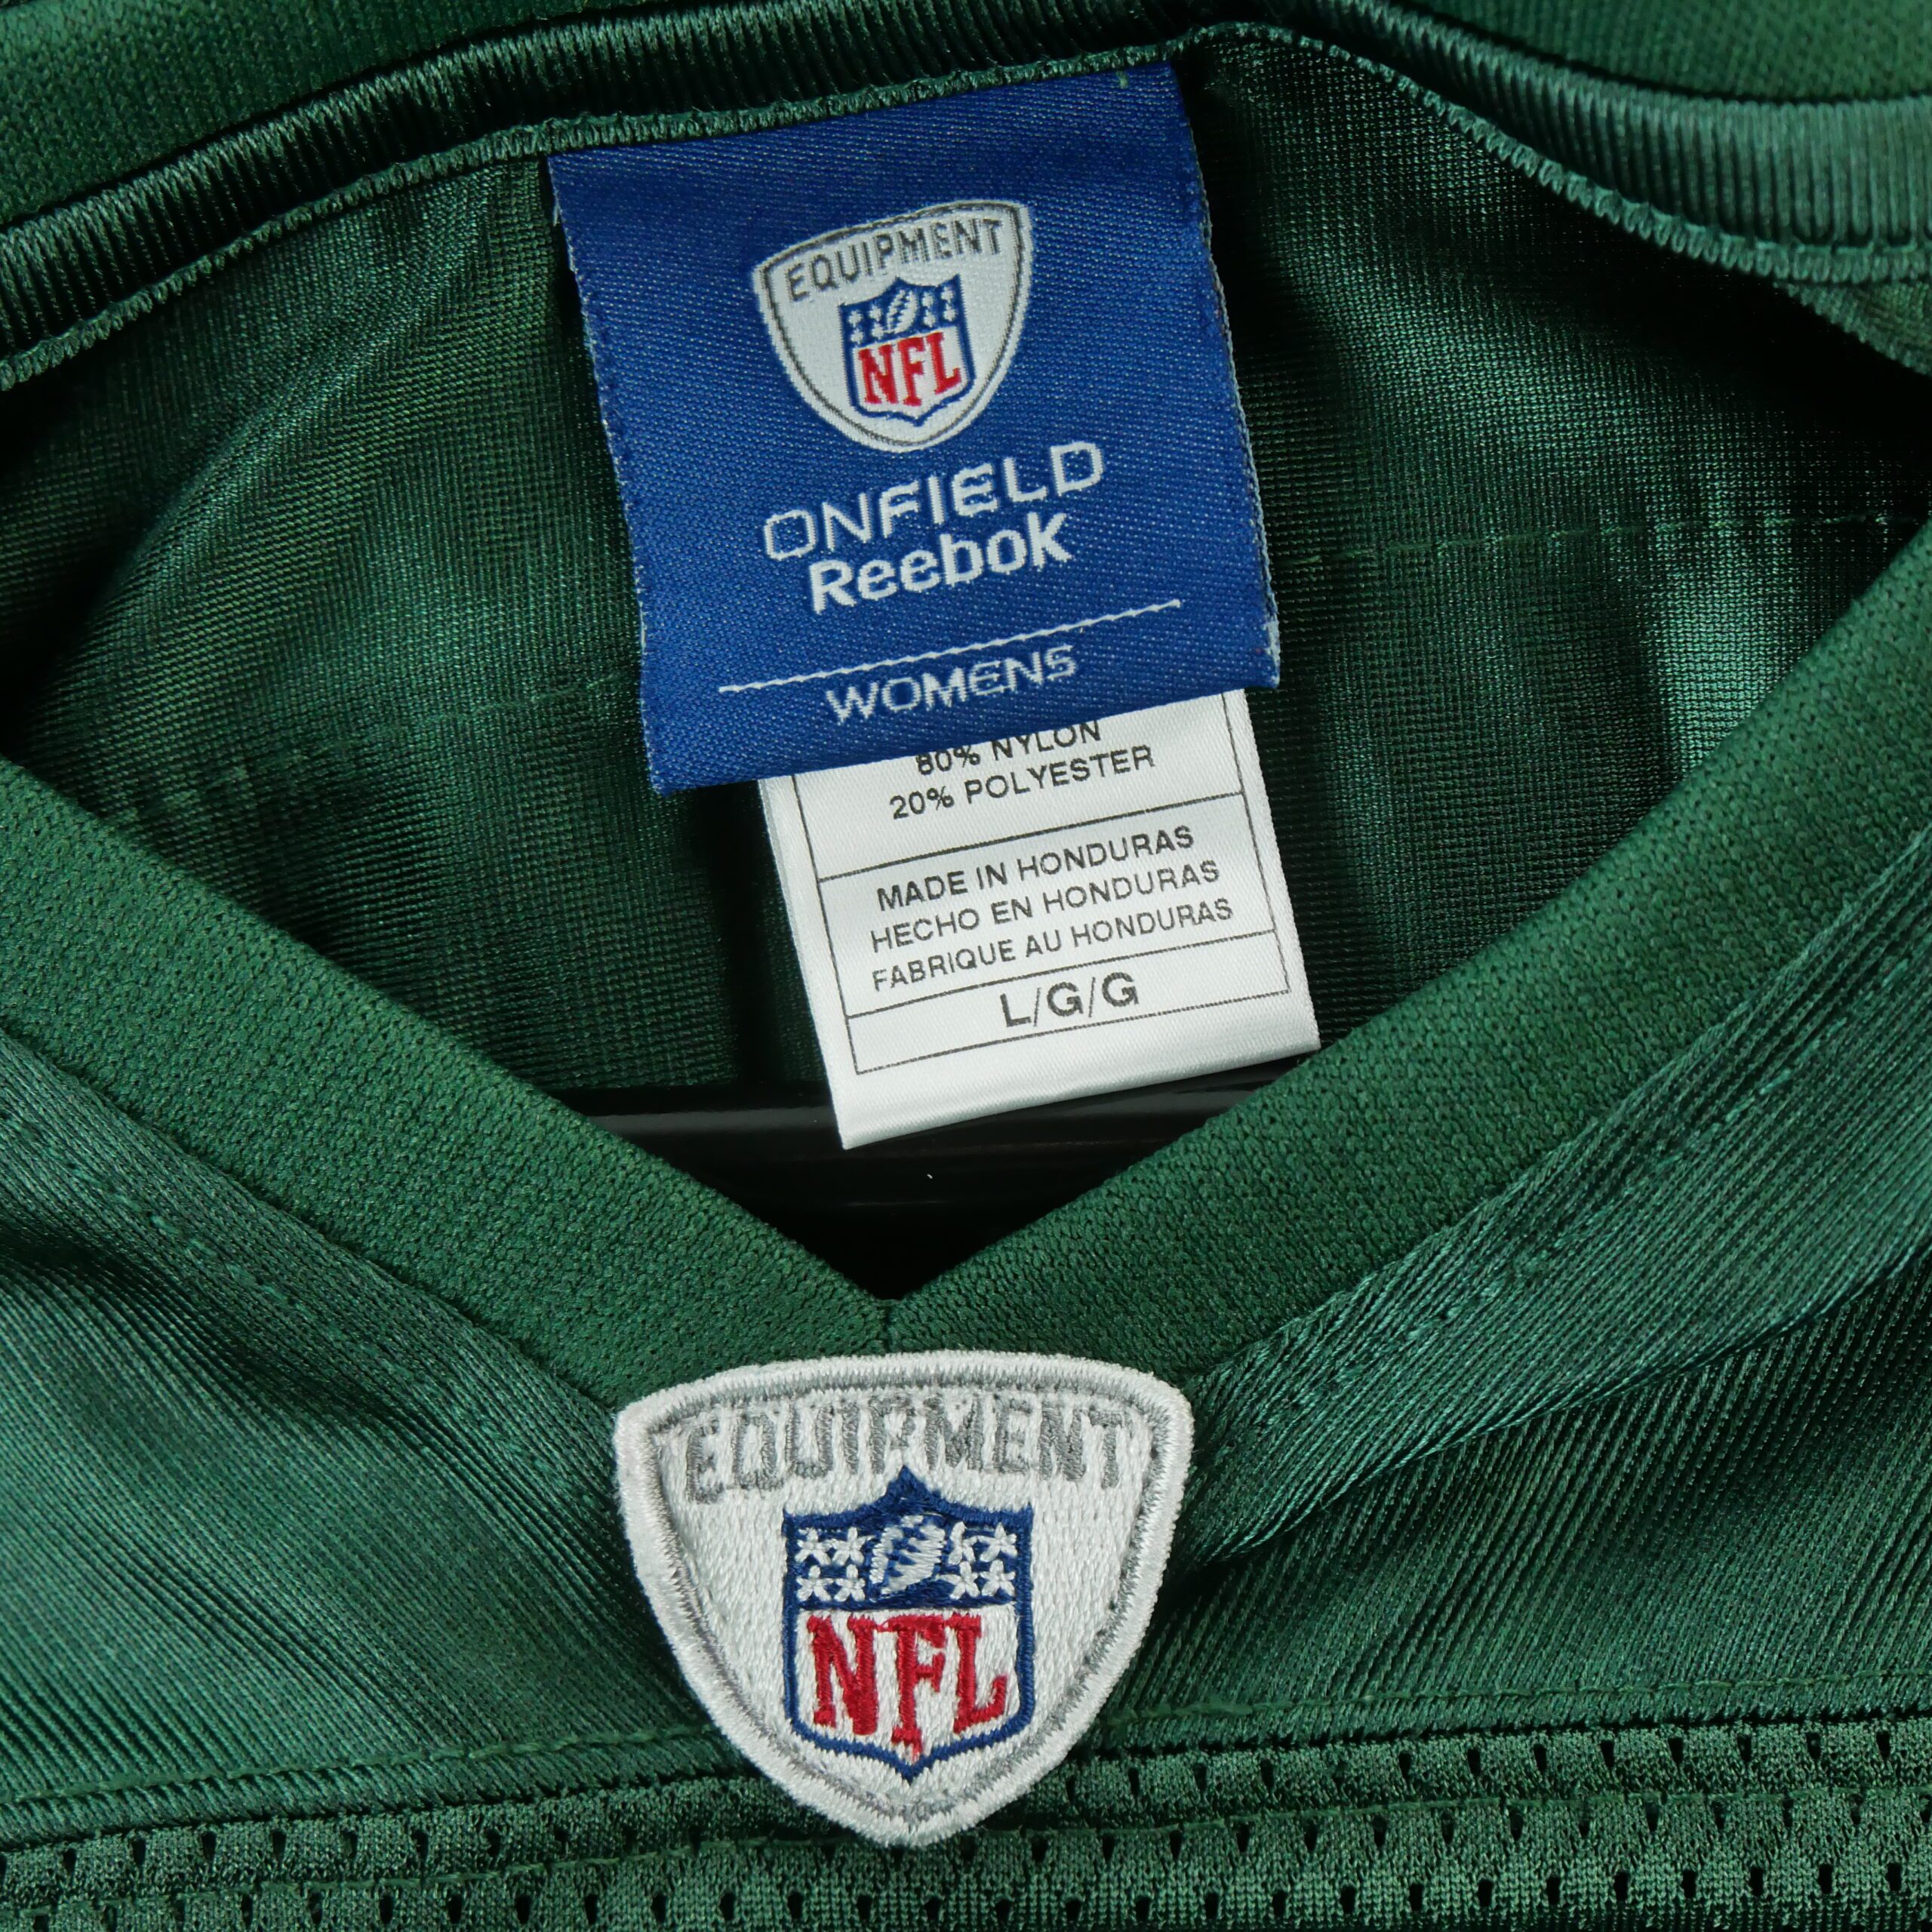 EQUIPMENT
NFL
ONFIELD
Reebok
WOMENS
80% NYLON
20% POLYESTER
MADE IN HONDURAS
HECHO EN HONDURAS
FABRIQUE AU HONDURAS
L/G/G
EQUIPMENT
NFL